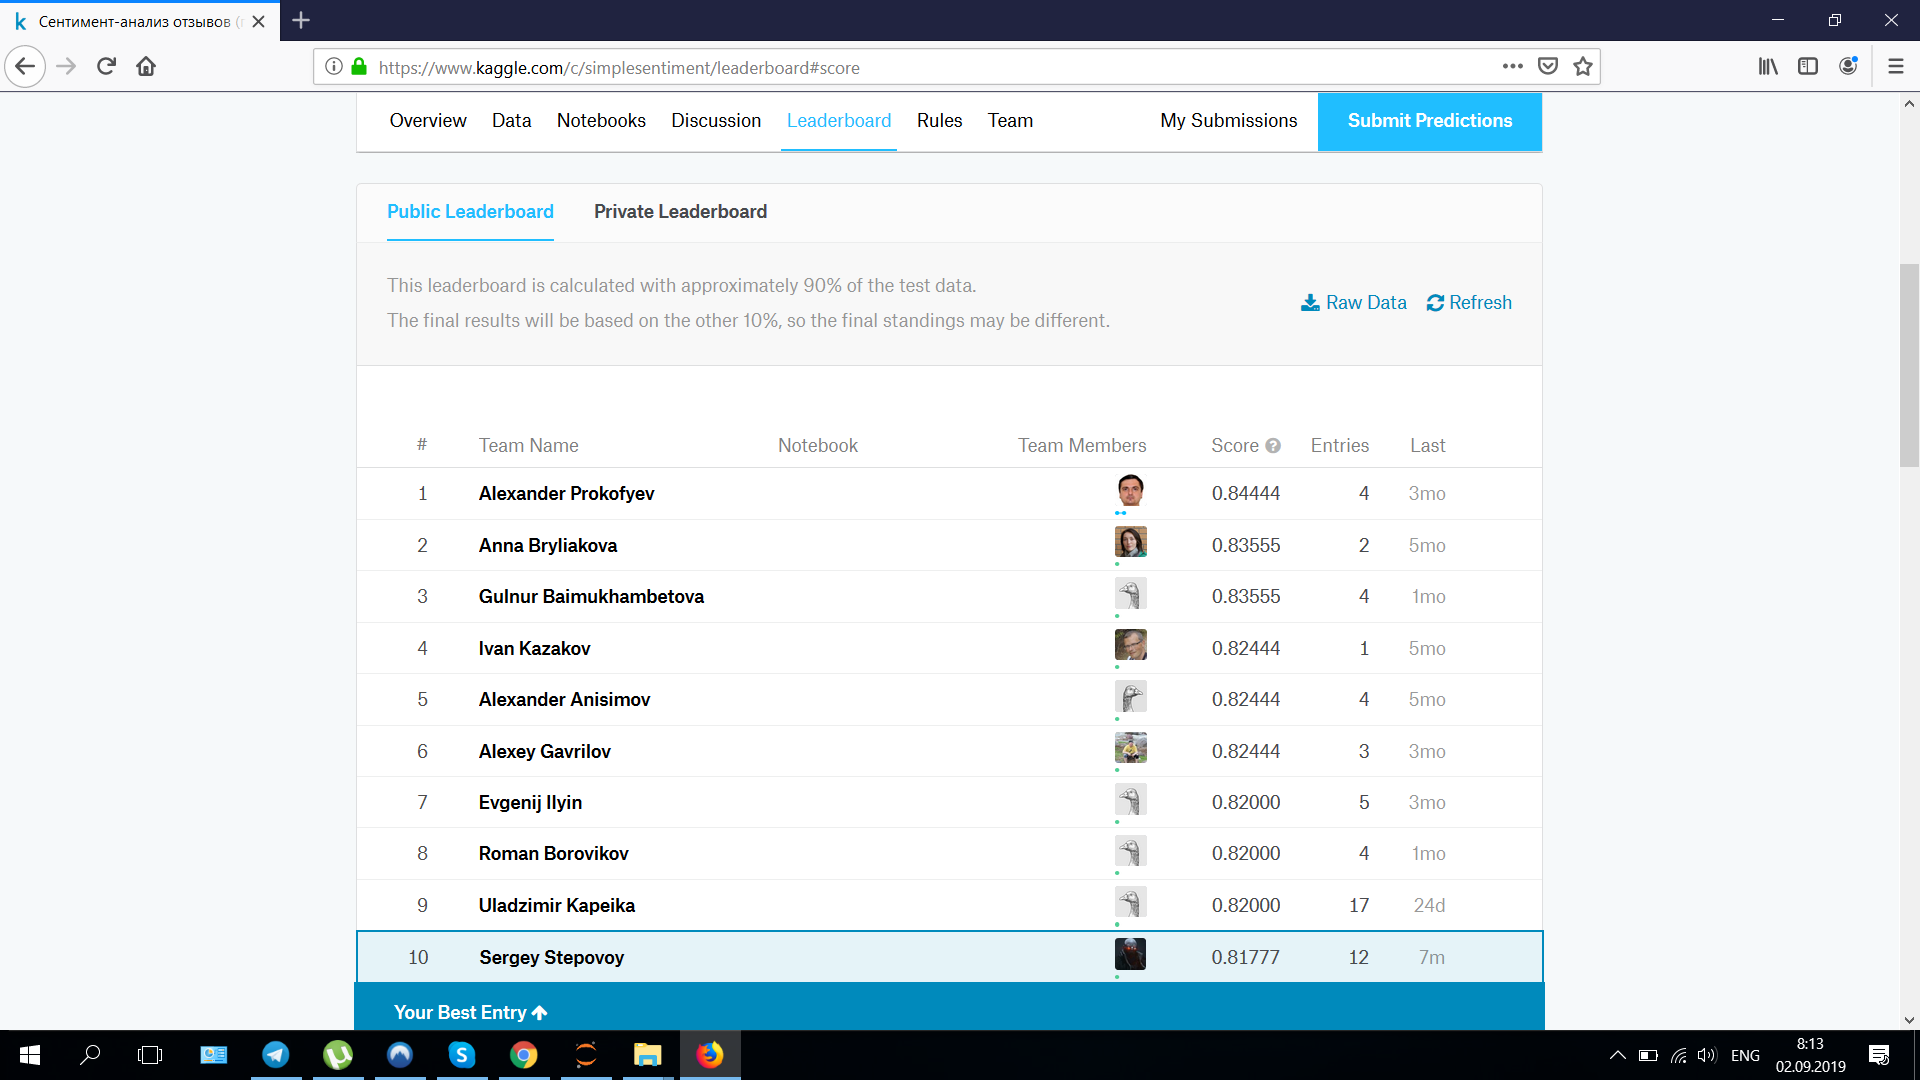 Сентимент-анализ отзывов
https://www.kaggle.com/c/simplesentiment/leaderboard#score
Overview Data Notebooks Discussion Leaderboard Rules Team My Submissions Submit Predictions
Public Leaderboard Private Leaderboard
This leaderboard is calculated with approximately 90% of the test data.
The final results will be based on the other 10%, so the final standings may be different.
Raw Data Refresh
# Team Name Notebook Team Members Score Entries Last
1 Alexander Prokofyev 0.84444 4 3mo
2 Anna Bryliakova 0.83555 2 5mo
3 Gulnur Baimukhambetova 0.83555 4 1mo
4 Ivan Kazakov 0.82444 1 5mo
5 Alexander Anisimov 0.82444 4 5mo
6 Alexey Gavrilov 0.82444 3 3mo
7 Evgenij Ilyin 0.82000 5 3mo
8 Roman Borovikov 0.82000 4 1mo
9 Uladzimir Kapeika 0.82000 17 24d
10 Sergey Stepovoy 0.81777 12 7m
Your Best Entry
ENG
8:13
02.09.2019